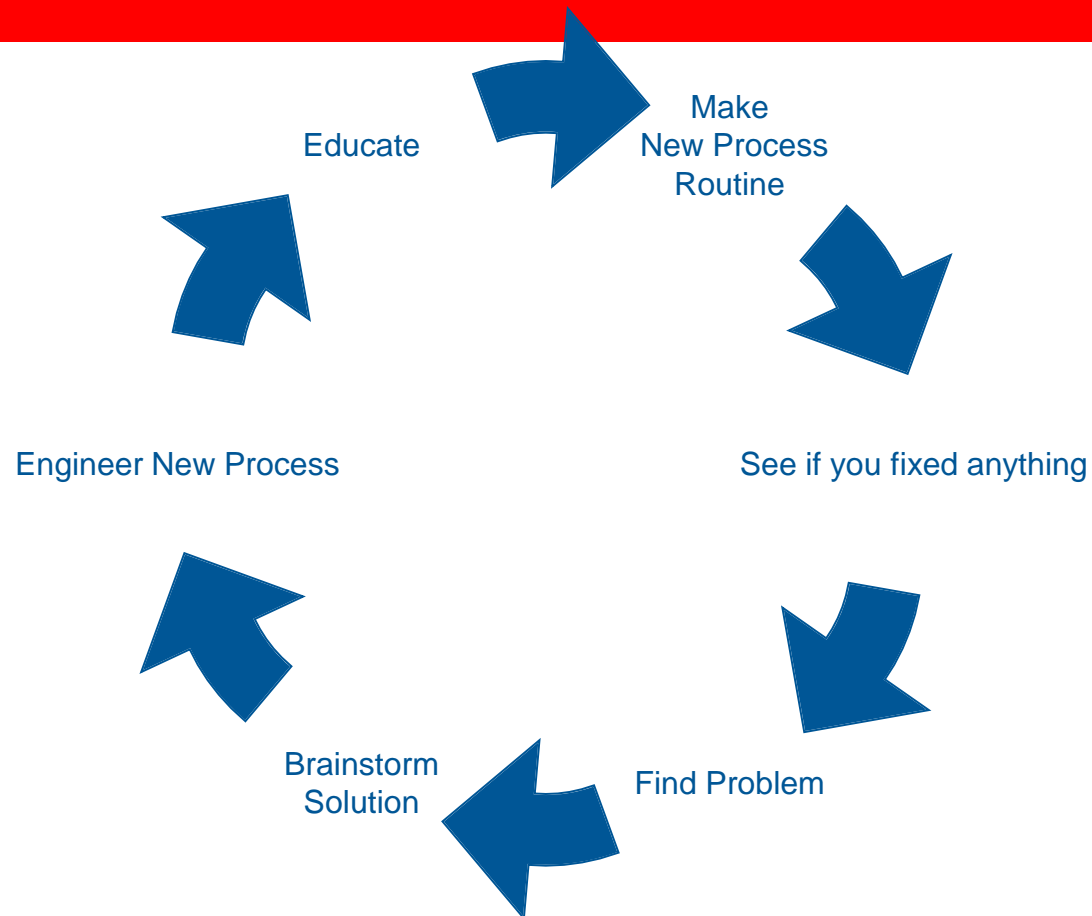 Make
New Process
Routine
Educate
Engineer New Process
See if you fixed anything
Brainstorm
Solution
Find Problem